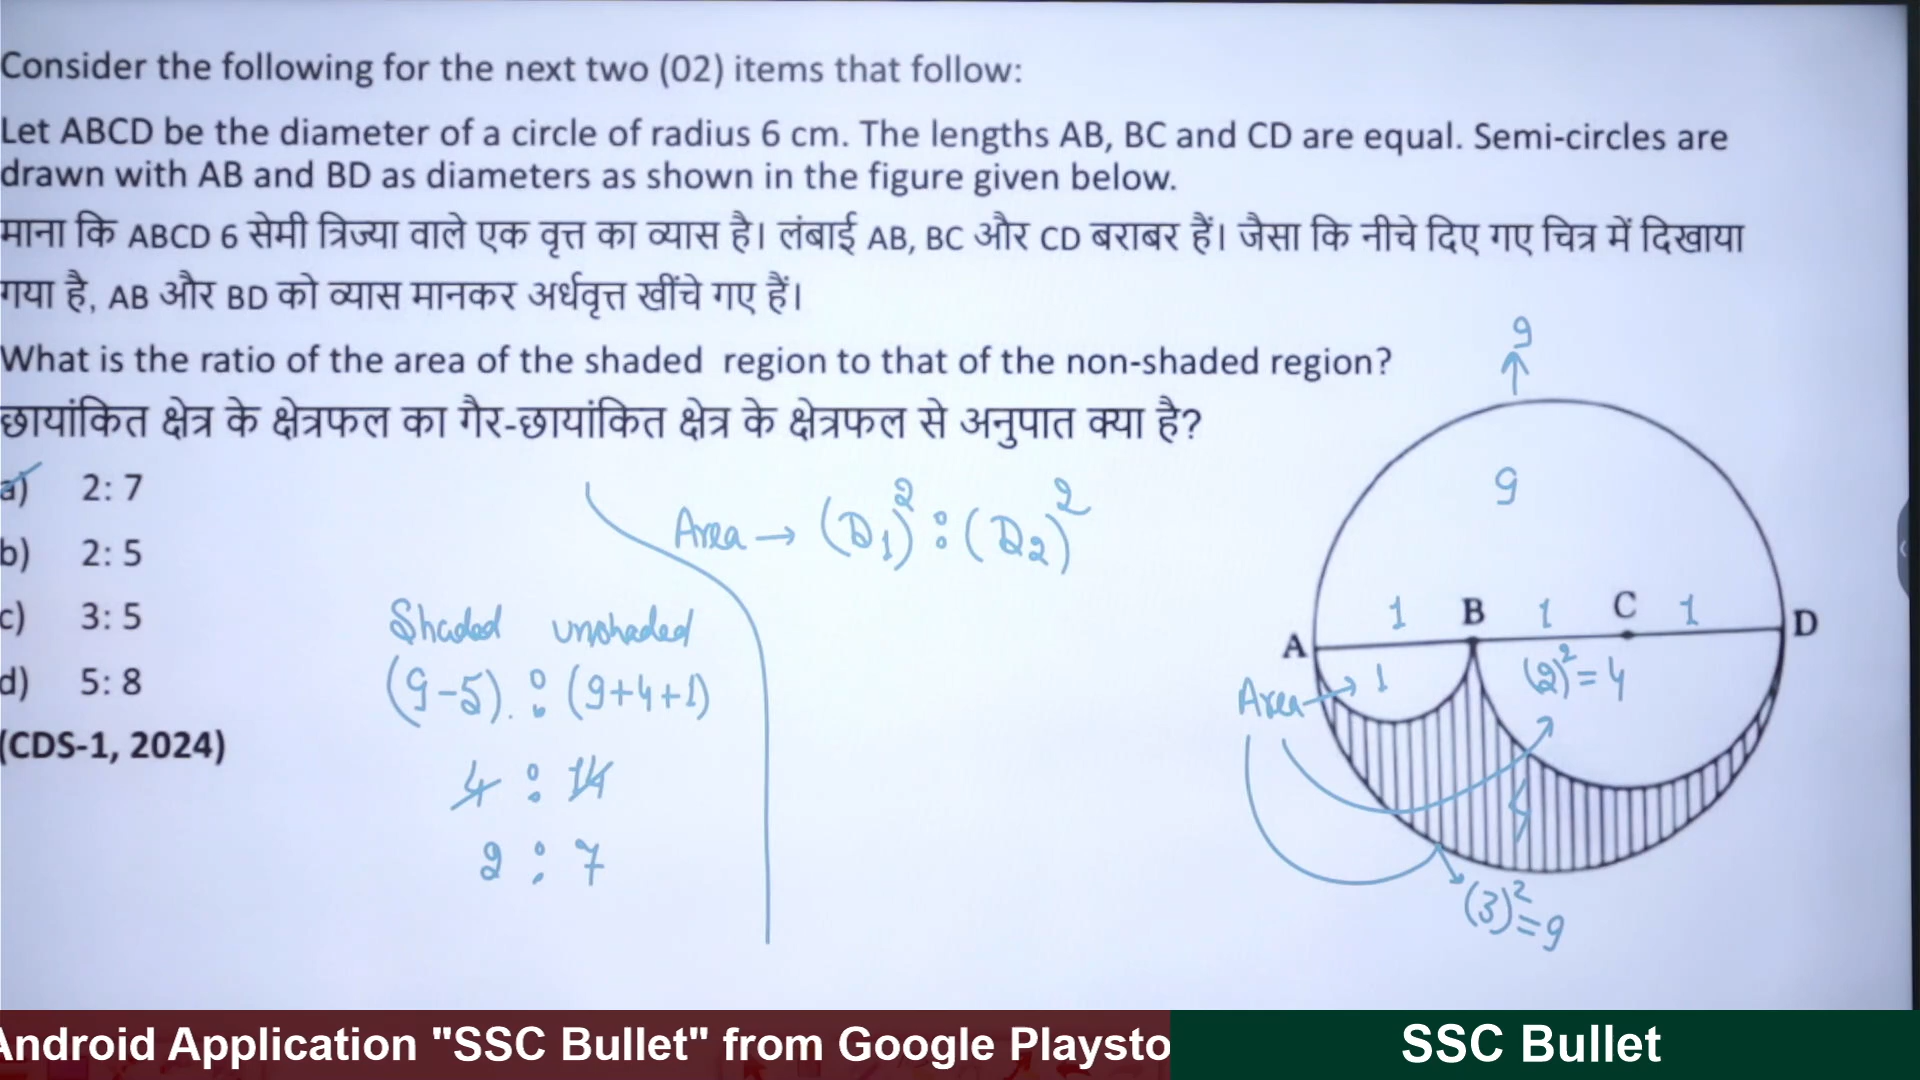 Consider the following for the next two (02) items that follow:
Let ABCD be the diameter of a circle of radius 6 cm. The lengths AB, BC and CD are equal. Semi-circles are
drawn with AB and BD as diameters as shown in the figure given below.
माना कि ABCD 6 सेमी त्रिज्या वाले एक वृत्त का व्यास है। लंबाई AB, BC और CD बराबर हैं। जैसा कि नीचे दिए गए चित्र में दिखाया
गया है, AB और BD को व्यास मानकर अर्धवृत्त खींचे गए हैं।
What is the ratio of the area of the shaded region to that of the non-shaded region?
छायांकित क्षेत्र के क्षेत्रफल का गैर-छायांकित क्षेत्र के क्षेत्रफल से अनुपात क्या है?
a) 2: 7
b) 2: 5
c) 3: 5
d) 5: 8
(CDS-1, 2024)
Area → (D₁)² : (D₂)²
Shaded unshaded
(9-5) : (9+4+1)
4 : 14
2 : 7
9
9
A 1 B 1 C 1 D
Area → 1 (2)² = 4
4
(3)² = 9
Android Application "SSC Bullet" from Google Playsto
SSC Bullet